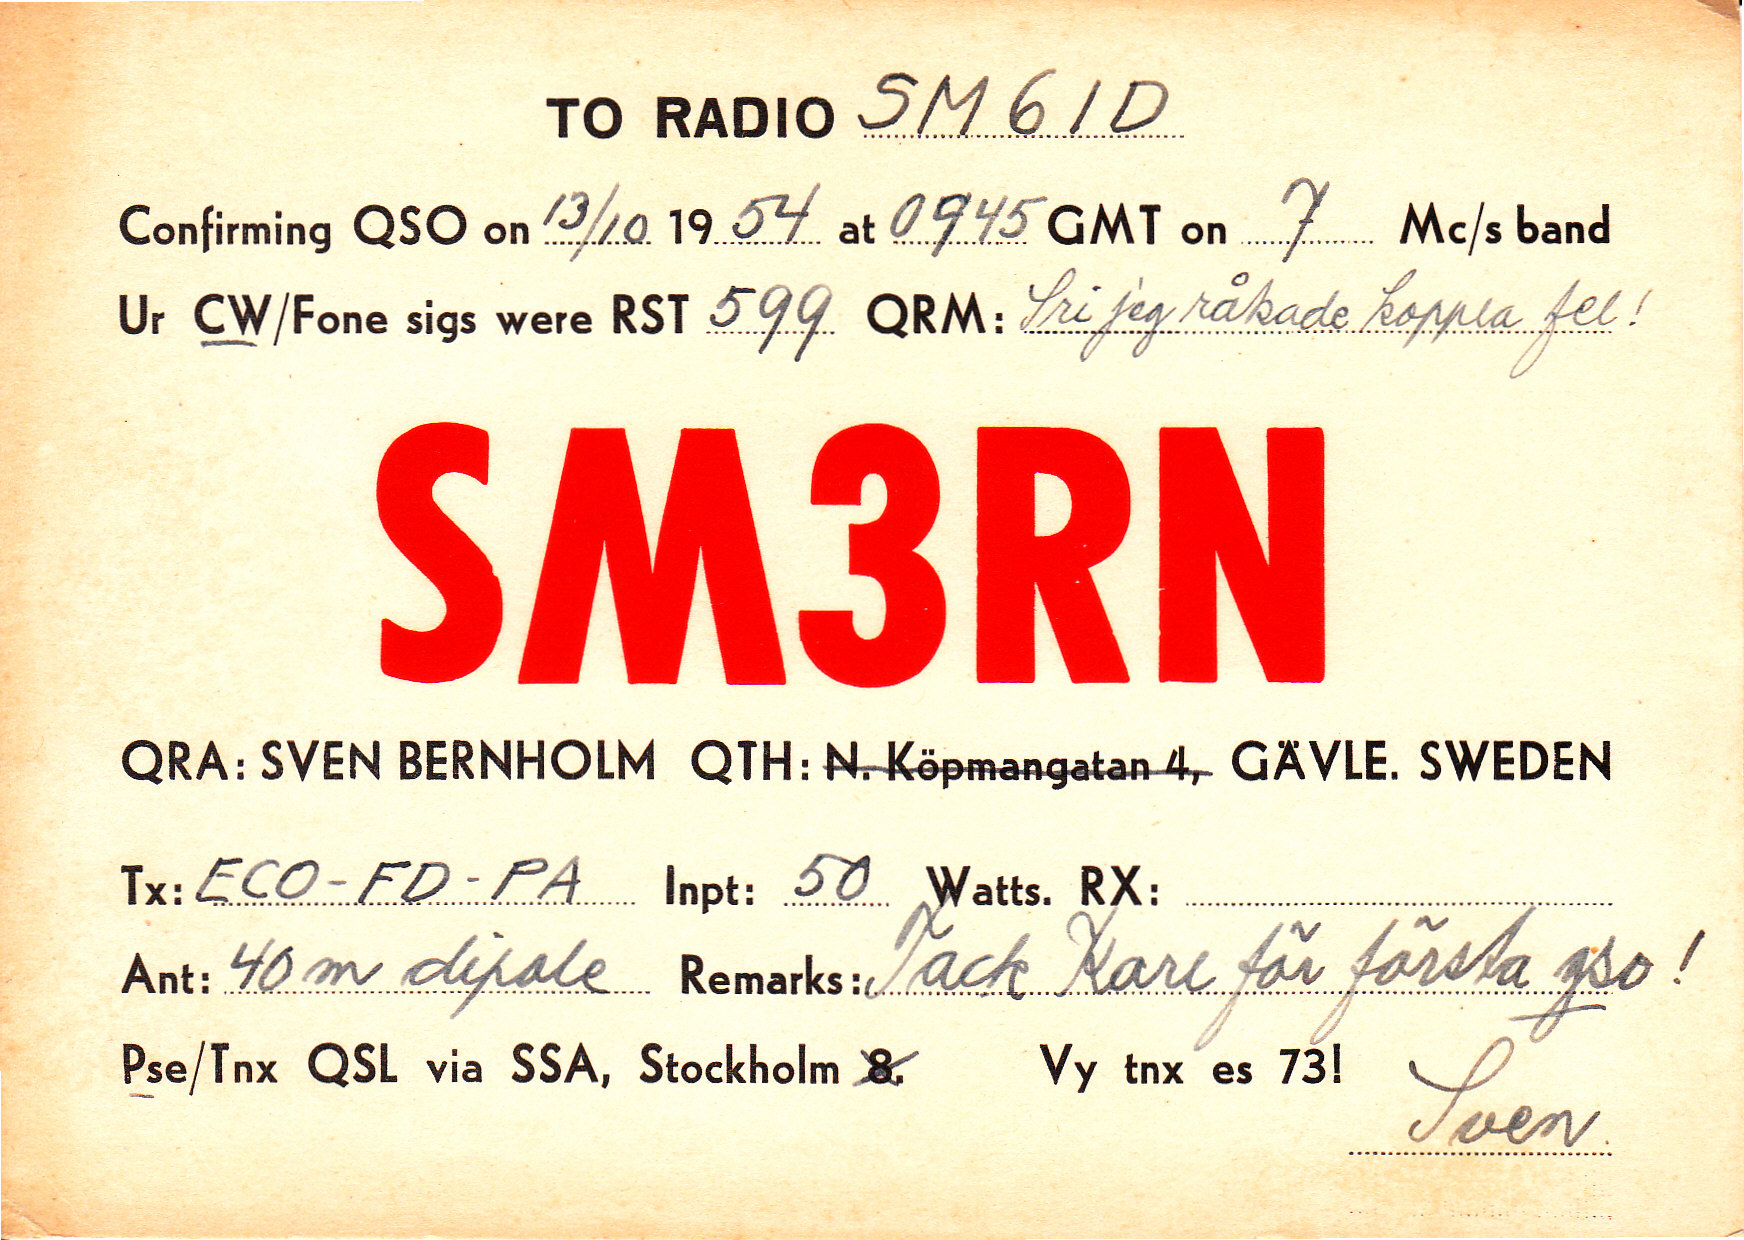 TO RADIO SM6ID
Confirming QSO on 13/10 1954 at 0945 GMT on 7 Mc/s band
Ur CW/Fone sigs were RST 599 QRM: Sri jeg råkade koppla fel!
SM3RN
QRA: SVEN BERNHOLM QTH: N. Köpmangatan 4, GÄVLE. SWEDEN
Tx: ECO-FD-PA Inpt: 50 Watts. RX:
Ant: 40 m dipole Remarks: Tack Kare för första qso!
Pse/Tnx QSL via SSA, Stockholm 8. Vy tnx es 73!
Sven